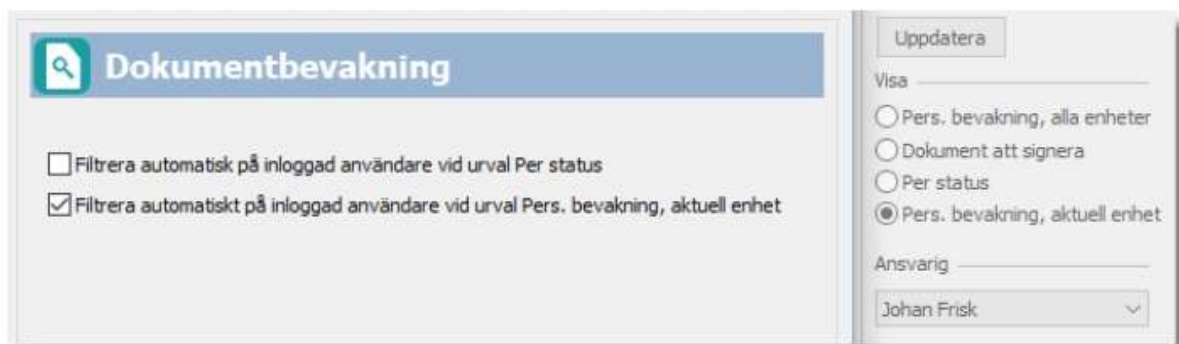 Dokumentbevakning
Filtrera automatisk på inloggad användare vid urval Per status
Filtrera automatiskt på inloggad användare vid urval Pers. bevakning, aktuell enhet
Uppdatera
Visa
Pers. bevakning, alla enheter
Dokument att signera
Per status
Pers. bevakning, aktuell enhet
Ansvarig
Johan Frisk